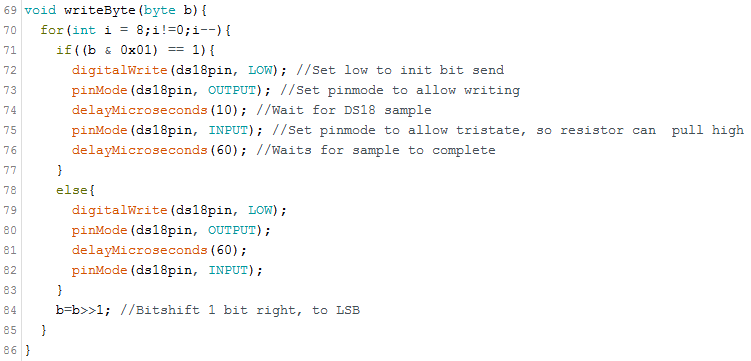 69 void writeByte(byte b){
70   for(int i = 8;i!=0;i--){
71     if((b & 0x01) == 1){
72       digitalWrite(ds18pin, LOW); //Set low to init bit send
73       pinMode(ds18pin, OUTPUT); //Set pinmode to allow writing
74       delayMicroseconds(10); //Wait for DS18 sample
75       pinMode(ds18pin, INPUT); //Set pinmode to allow tristate, so resistor can  pull high
76       delayMicroseconds(60); //Waits for sample to complete
77     }
78     else{
79       digitalWrite(ds18pin, LOW);
80       pinMode(ds18pin, OUTPUT);
81       delayMicroseconds(60);
82       pinMode(ds18pin, INPUT);
83     }
84     b=b>>1; //Bitshift 1 bit right, to LSB
85   }
86 }